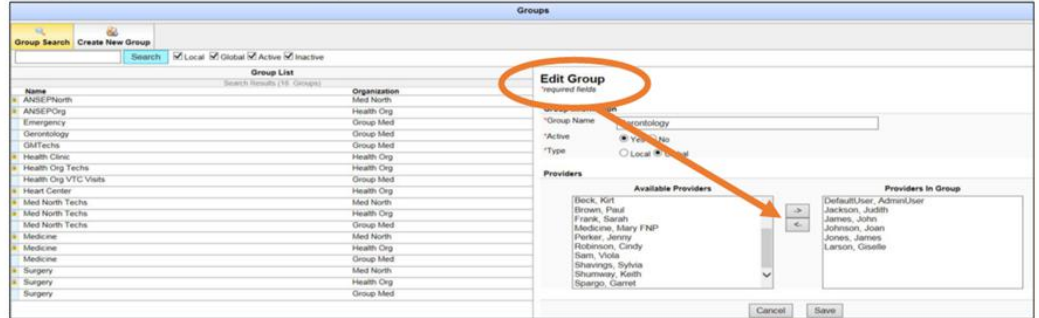 Groups
Group Search Create New Group
Search Local Global Active Inactive
Group List
Search Results (18 Groups)
Name Organization
ANSEPNorth Med North
ANSEPOrg Health Org
Emergency Group Med
Gerontology Group Med
GMTechs Group Med
Health Clinic Health Org
Health Org Techs Health Org
Health Org VTC Visits Group Med
Heart Center Health Org
Med North Techs Med North
Med North Techs Health Org
Med North Techs Group Med
Medicine Med North
Medicine Health Org
Medicine Group Med
Surgery Med North
Surgery Health Org
Surgery Group Med
Edit Group
*required fields
Group Information
*Group Name Gerontology
*Active Yes No
*Type Local Global
Providers
Available Providers
Beck, Kirt
Brown, Paul
Frank, Sarah
Medicine, Mary FNP
Perker, Jenny
Robinson, Cindy
Sam, Viola
Shavings, Sylvia
Shumway, Keith
Spargo, Garret
->
<-
Providers In Group
DefaultUser, AdminUser
Jackson, Judith
James, John
Johnson, Joan
Jones, James
Larson, Giselle
Cancel Save